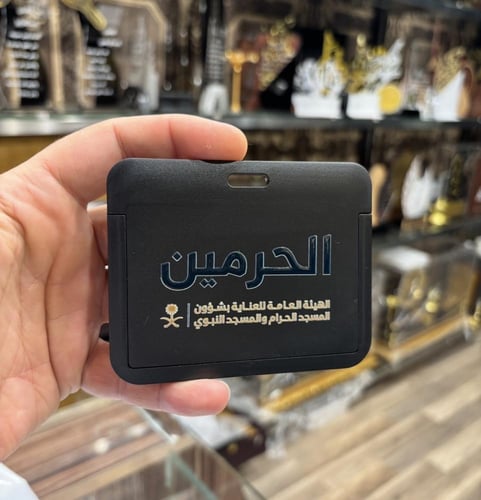 الحرمين
الهيئة العامة للعناية بشؤون
المسجد الحرام والمسجد النبوي